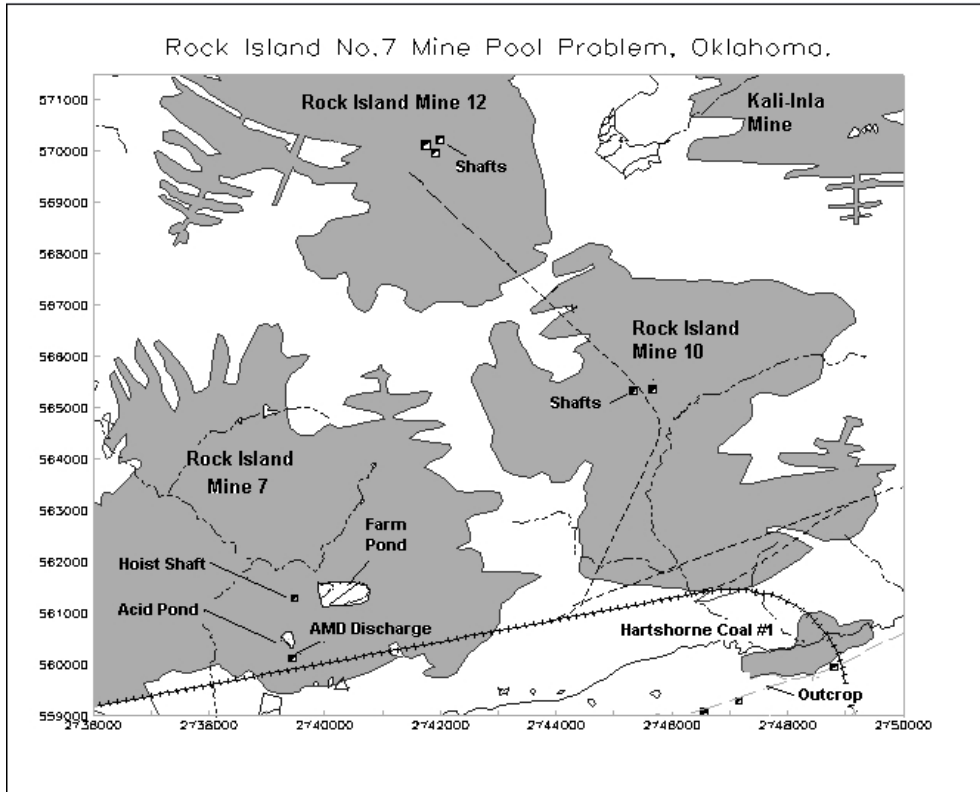 Rock Island No.7 Mine Pool Problem, Oklahoma.
571000
Rock Island Mine 12
Kali-Inla
Mine
570000
Shafts
569000
568000
567000
Rock Island
Mine 10
566000
Shafts
565000
564000
Rock Island
Mine 7
563000
Farm
Pond
562000
Hoist Shaft
561000
Acid Pond
AMD Discharge
Hartshorne Coal #1
560000
Outcrop
559000
2736000 2738000 2740000 2742000 2744000 2746000 2748000 2750000